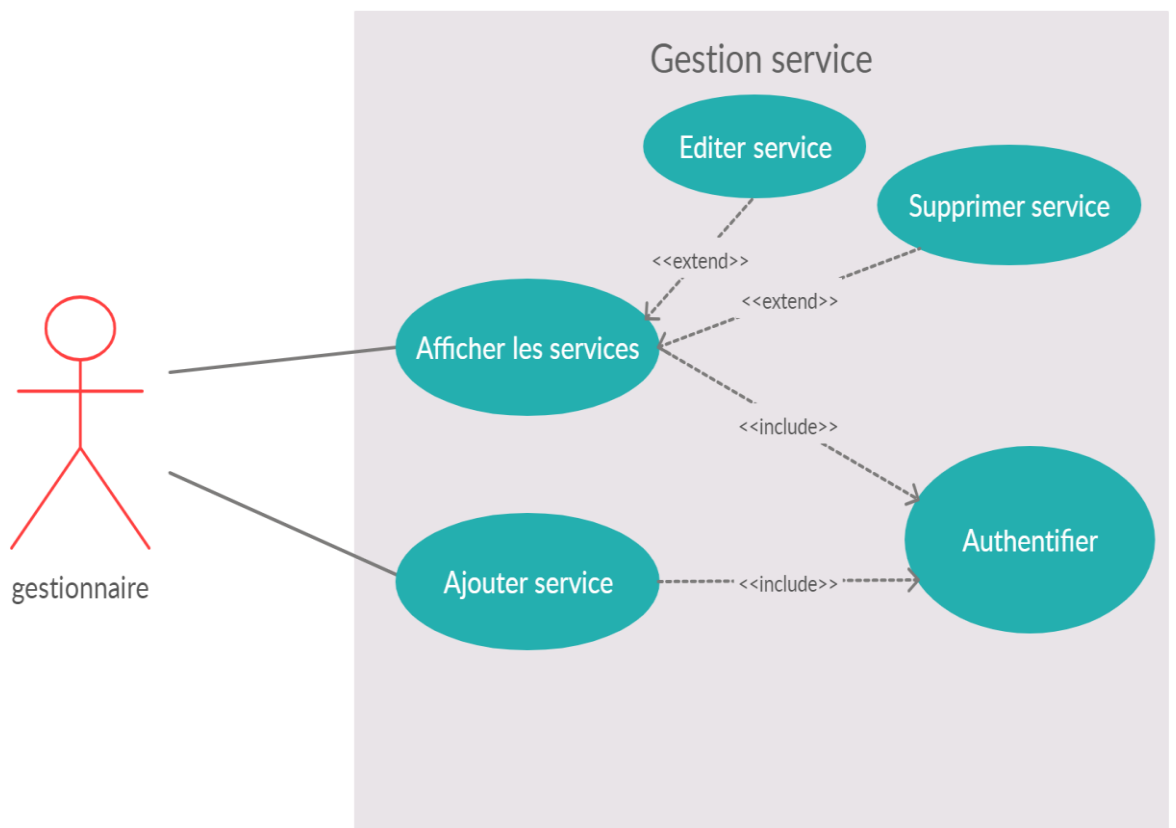 Gestion service
Editer service
Supprimer service
<<extend>>
<<extend>>
Afficher les services
<<include>>
Authentifier
Ajouter service
<<include>>
gestionnaire